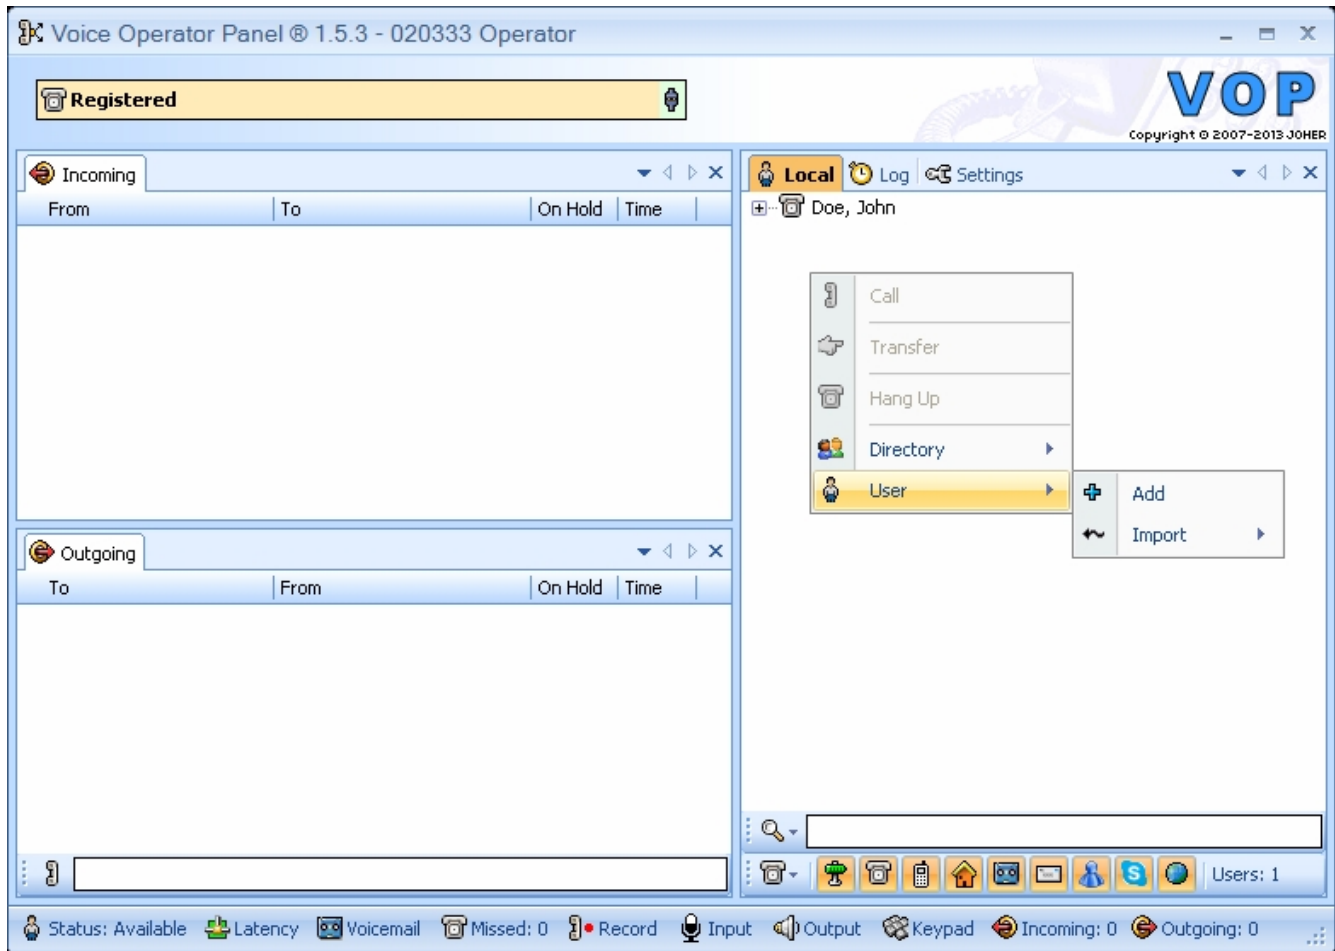 Voice Operator Panel ® 1.5.3 - 020333 Operator
Registered
VOP
Copyright © 2007-2013 JOHER
Incoming
From To On Hold Time
Local Log Settings
Doe, John
Call
Transfer
Hang Up
Directory
User
Add
Import
Outgoing
To From On Hold Time
Users: 1
Status: Available Latency Voicemail Missed: 0 Record Input Output Keypad Incoming: 0 Outgoing: 0